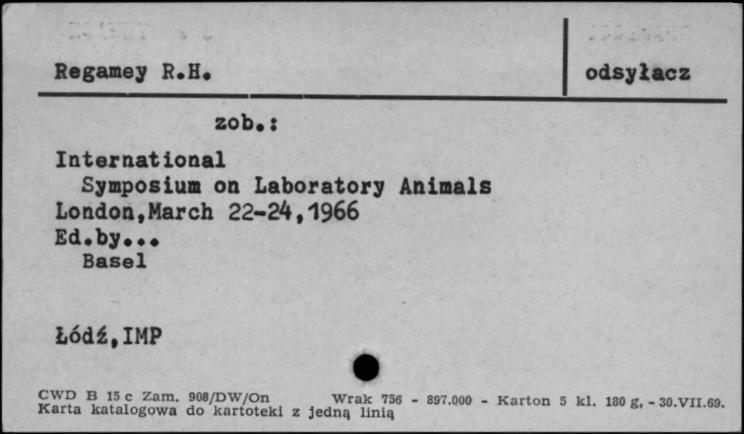 Regamey R.H.
odsyłacz
zob.:
International
Symposium on Laboratory Animals
London,March 22-24,1966
Ed.by...
Basel
Łódź,IMP
CWD B 15 c Zam. 908/DW/On Wrak 756 - 897.000 - Karton 5 kl. 180 g, - 30.VII.69.
Karta katalogowa do kartoteki z jedną linią